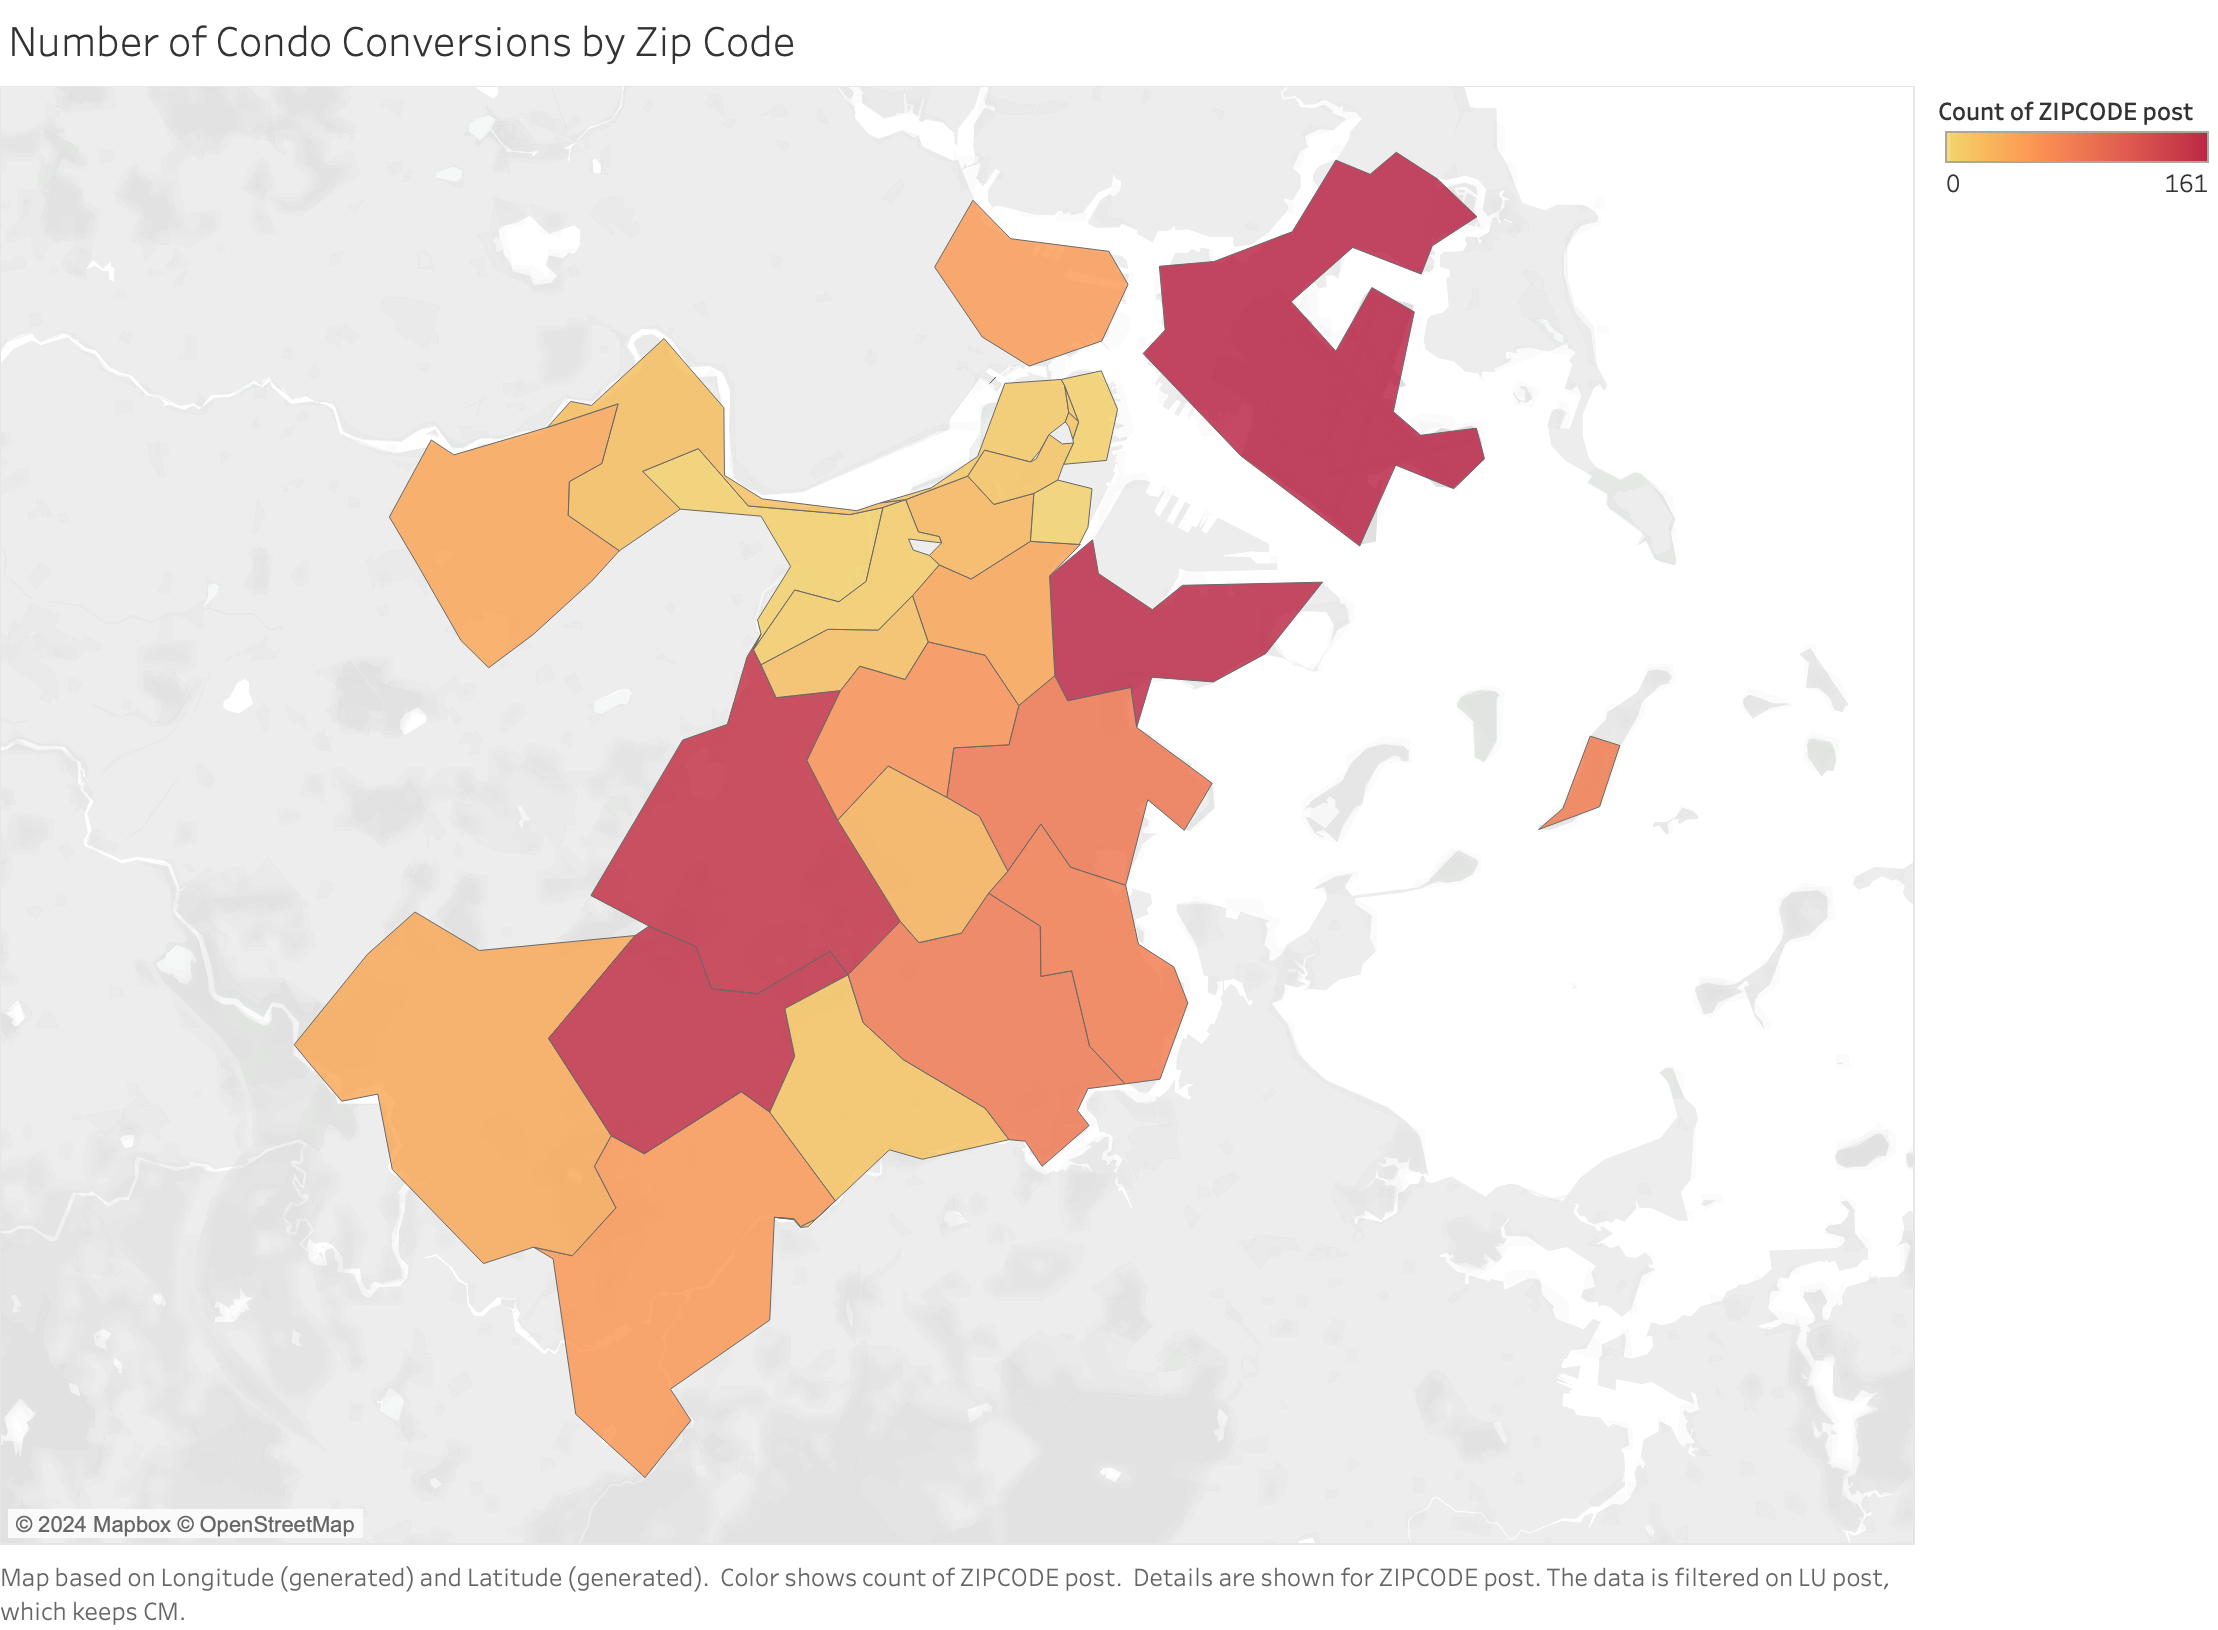 Number of Condo Conversions by Zip Code
Count of ZIPCODE post
0 161
© 2024 Mapbox © OpenStreetMap
Map based on Longitude (generated) and Latitude (generated).  Color shows count of ZIPCODE post.  Details are shown for ZIPCODE post. The data is filtered on LU post,
which keeps CM.